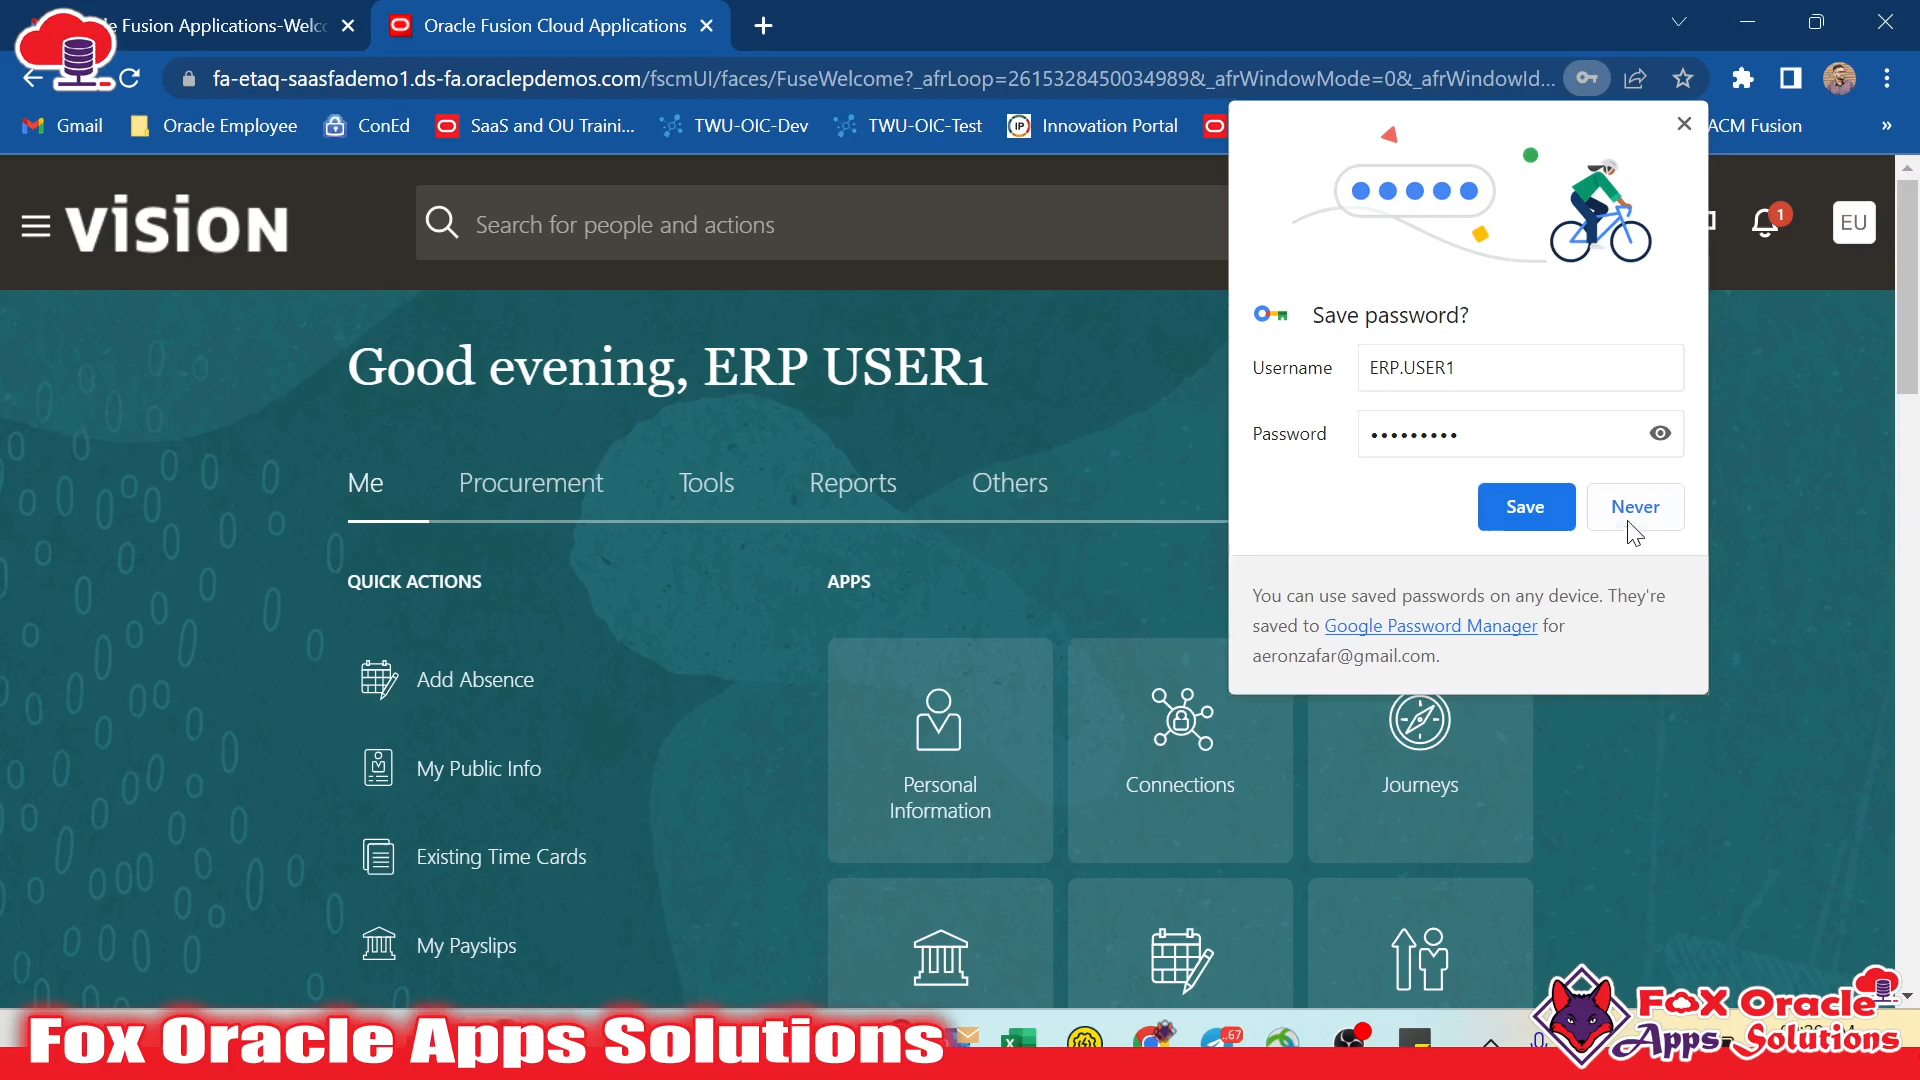 e Fusion Applications-Welc
Oracle Fusion Cloud Applications
fa-etaq-saasfademo1.ds-fa.oraclepdemos.com/fscmUI/faces/FuseWelcome?_afrLoop=2615328450034989&_afrWindowMode=0&_afrWindowId...
Gmail
Oracle Employee
ConEd
SaaS and OU Traini...
TWU-OIC-Dev
TWU-OIC-Test
IP
Innovation Portal
ACM Fusion
»
VISION
Search for people and actions
1
EU
Good evening, ERP USER1
Me
Procurement
Tools
Reports
Others
QUICK ACTIONS
APPS
Add Absence
My Public Info
Existing Time Cards
My Payslips
Personal
Information
Connections
Journeys
Save password?
Username
ERP.USER1
Password
•••••••••
Save
Never
You can use saved passwords on any device. They're
saved to Google Password Manager for
aeronzafar@gmail.com.
Fox Oracle Apps Solutions
67
Fox Oracle
Apps Solutions